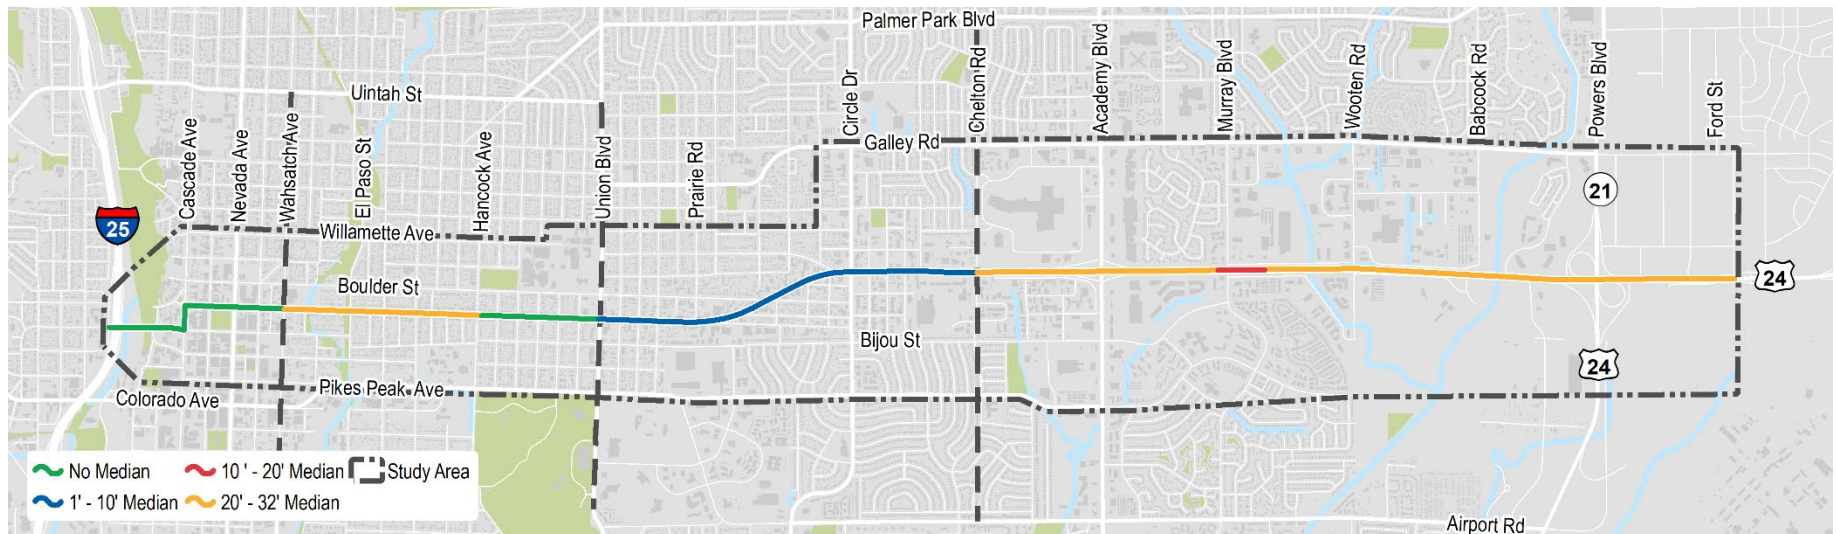 Palmer Park Blvd
Uintah St
Cascade Ave
Nevada Ave
Wahsatch Ave
El Paso St
Hancock Ave
Union Blvd
Prairie Rd
Circle Dr
Chelton Rd
Academy Blvd
Murray Blvd
Wooten Rd
Babcock Rd
Powers Blvd
Ford St
Galley Rd
21
25
Willamette Ave
Boulder St
24
Bijou St
24
Pikes Peak Ave
Colorado Ave
No Median
10 ' - 20' Median
Study Area
1' - 10' Median
20' - 32' Median
Airport Rd